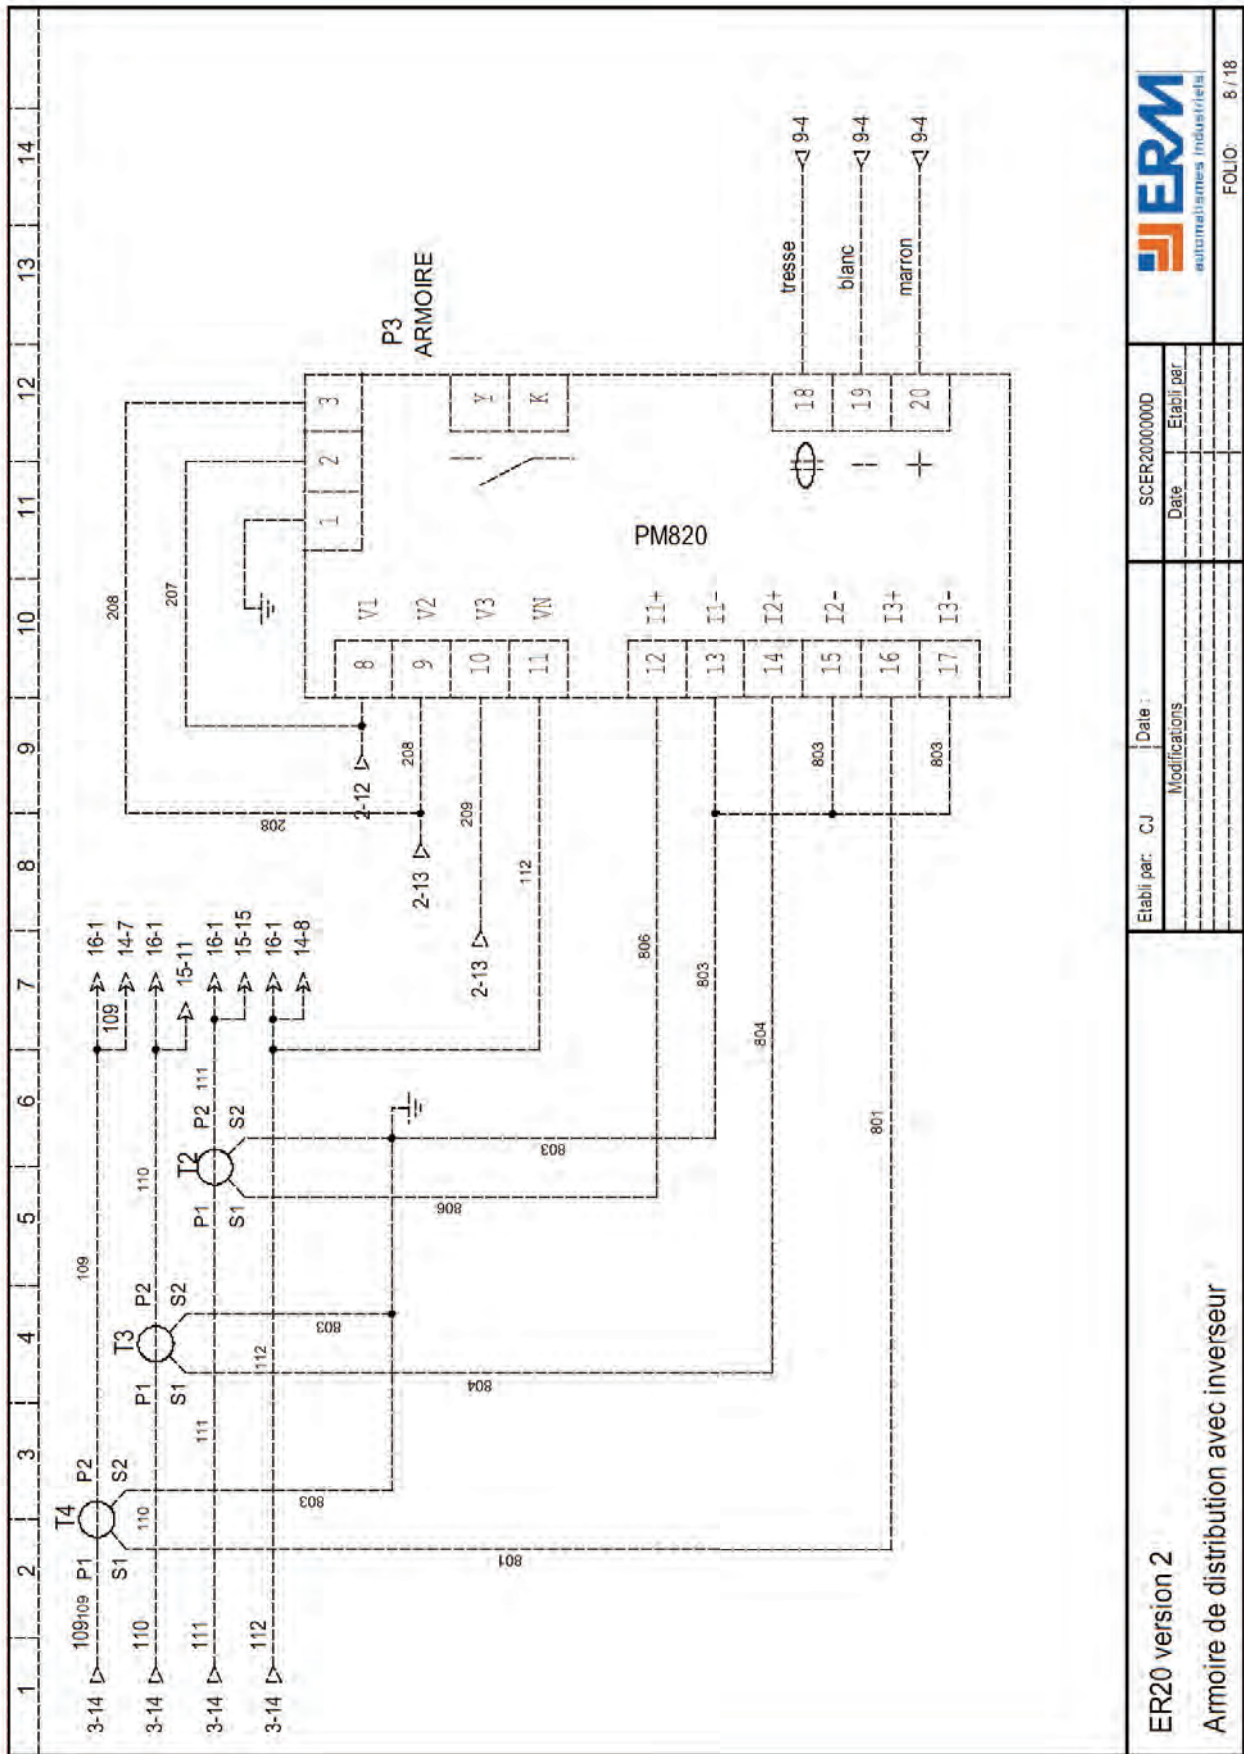 1 2 3 4 5 6 7 8 9 10 11 12 13 14
3-14 109 109 P1 T4 P2 109 109 16-1
S1 S2 14-7
3-14 110 110 P1 T3 P2 110 16-1
S1 S2 15-11
3-14 111 111 P1 T2 P2 111 16-1
S1 S2 15-15
3-14 112 112 16-1
14-8
801 803 804 803 806 803
208
207
208
2-12
2-13 208
2-13 209
112
806
803
804
801
803
803
8 V1
9 V2
10 V3
11 VN
12 I1+
13 I1-
14 I2+
15 I2-
16 I3+
17 I3-
1 2 3
Y
K
PM820
P3
ARMOIRE
18 tresse 9-4
19 blanc 9-4
20 marron 9-4
- +
ER20 version 2
Armoire de distribution avec inverseur
Etabli par: CJ Date :
SCER2000000D
Modifications Date Etabli par
ERM
automatismes industriels
FOLIO: 8 / 18